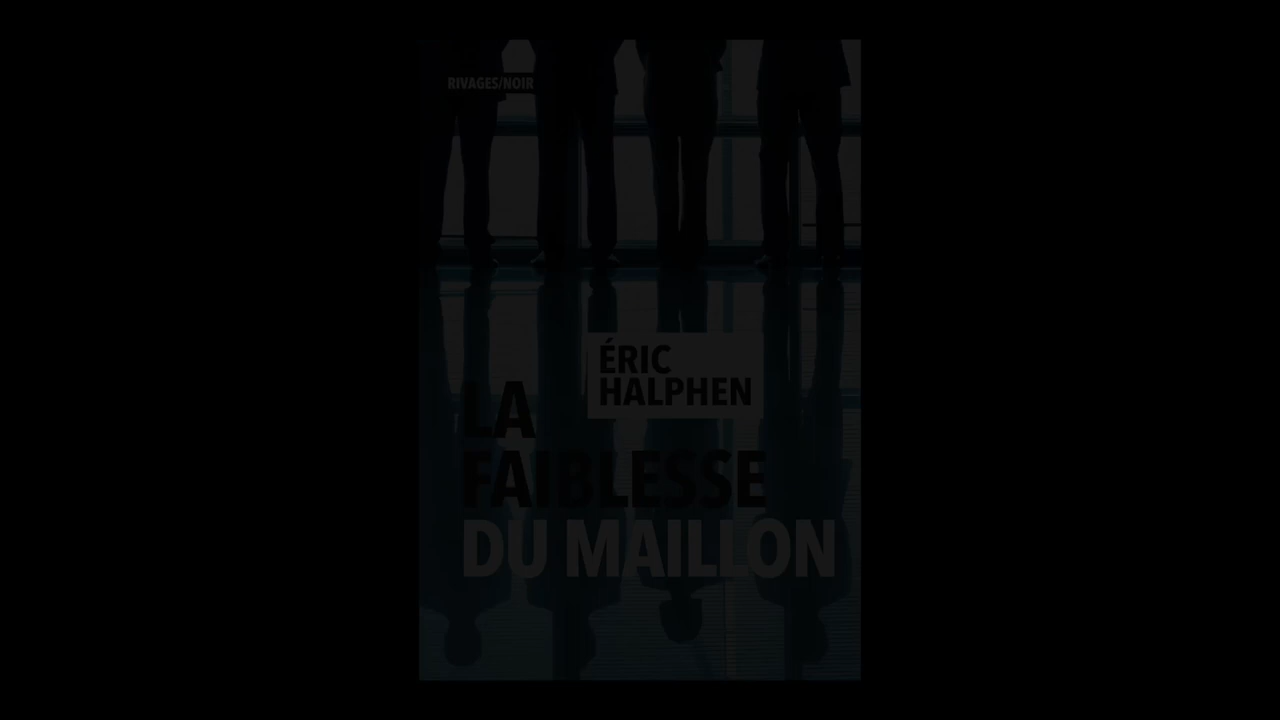 RIVAGES/NOIR
ÉRIC
HALPHEN
LA
FAIBLESSE
DU MAILLON